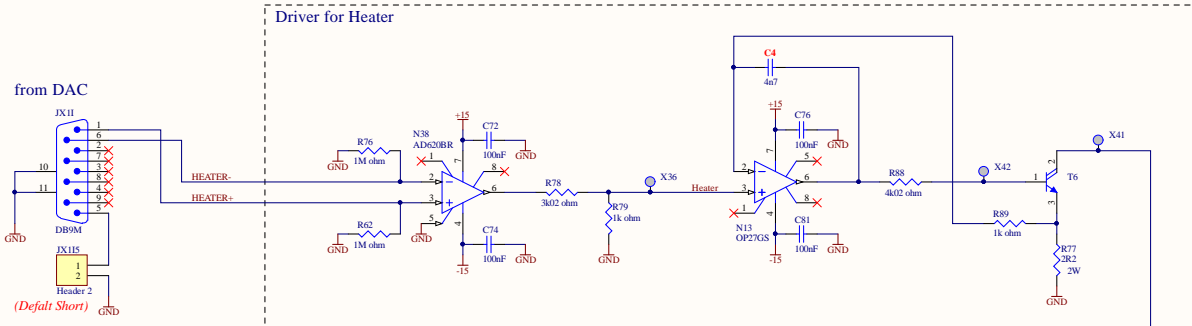 Driver for Heater
from DAC
JX1I
1
6
2
7
3
8
4
9
5
10
11
DB9M
GND
JX1I5
1
2
Header 2
(Defalt Short)
GND
HEATER-
HEATER+
R76
1M ohm
GND
R62
1M ohm
GND
N38
AD620BR
+15
C72
100nF
GND
1
2
3
5
7
8
6
4
GND
C74
100nF
GND
-15
R78
3k02 ohm
R79
1k ohm
GND
X36
Heater
C4
4n7
+15
C76
100nF
GND
2
3
1
7
5
6
8
4
N13
OP27GS
C81
100nF
GND
-15
R88
4k02 ohm
X42
X41
1
2
3
T6
R89
1k ohm
R77
2R2
2W
GND